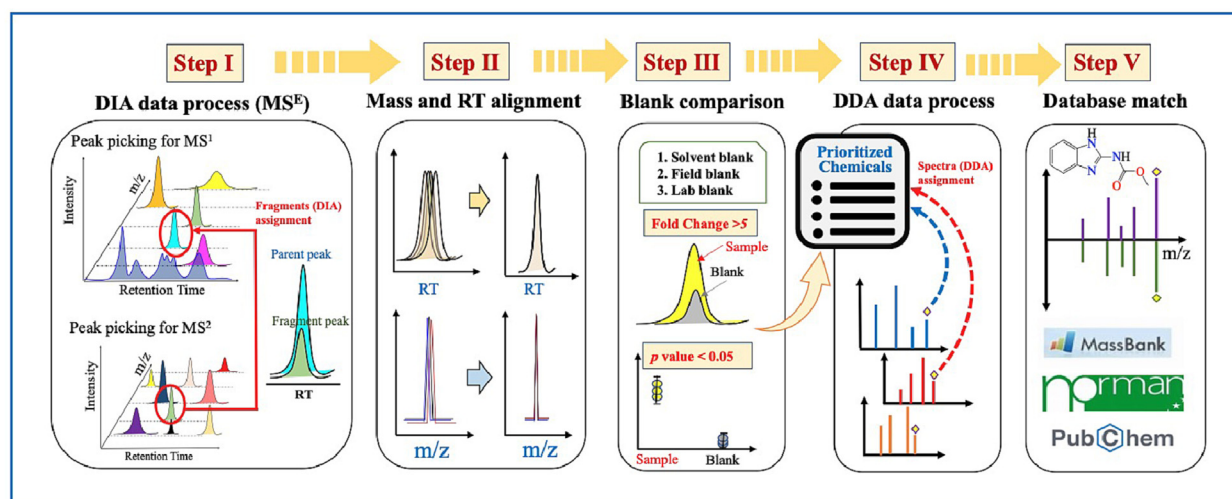 Step I
Step II
Step III
Step IV
Step V
DIA data process (MSᴱ)
Peak picking for MS¹
Intensity
m/z
Fragments (DIA)
assignment
Retention Time
Parent peak
Fragment peak
RT
Peak picking for MS²
Intensity
m/z
Retention Time
Mass and RT alignment
RT
RT
m/z
m/z
Blank comparison
1. Solvent blank
2. Field blank
3. Lab blank
Fold Change >5
Sample
Blank
p value < 0.05
Sample
Blank
DDA data process
Prioritized
Chemicals
Spectra (DDA)
assignment
Database match
H
N
NH
N
O
O
m/z
MassBank
norman
PubChem